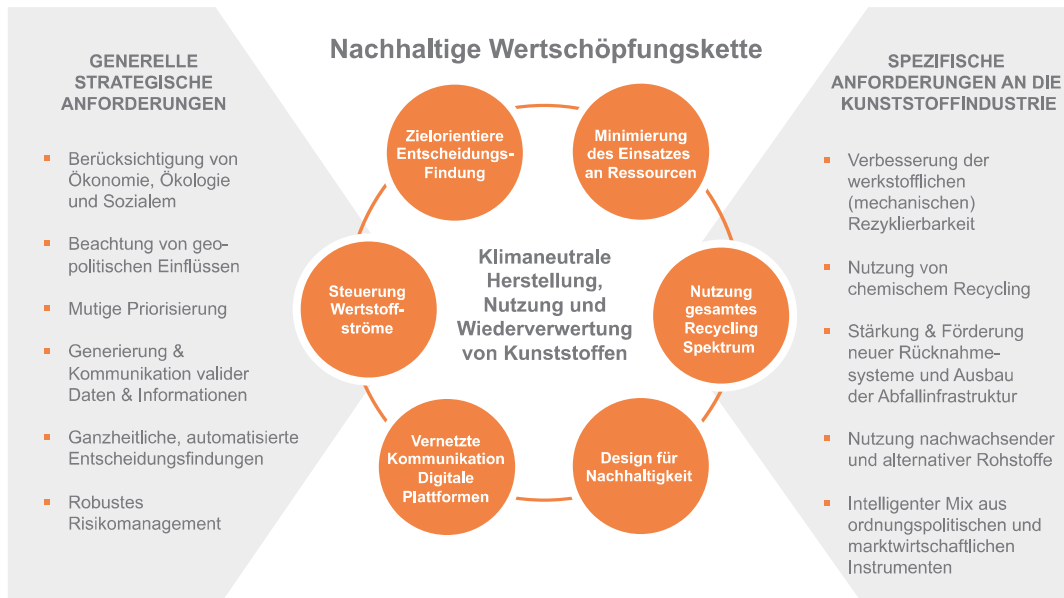 Nachhaltige Wertschöpfungskette
GENERELLE
STRATEGISCHE
ANFORDERUNGEN
Berücksichtigung von
Ökonomie, Ökologie
und Sozialem
Beachtung von geo-
politischen Einflüssen
Mutige Priorisierung
Generierung &
Kommunikation valider
Daten & Informationen
Ganzheitliche, automatisierte
Entscheidungsfindungen
Robustes
Risikomanagement
Zielorientiere
Entscheidungs-
Findung
Minimierung
des Einsatzes
an Ressourcen
Steuerung
Wertstoff-
ströme
Klimaneutrale
Herstellung,
Nutzung und
Wiederverwertung
von Kunststoffen
Nutzung
gesamtes
Recycling
Spektrum
Vernetzte
Kommunikation
Digitale
Plattformen
Design für
Nachhaltigkeit
SPEZIFISCHE
ANFORDERUNGEN AN DIE
KUNSTSTOFFINDUSTRIE
Verbesserung der
werkstofflichen
(mechanischen)
Rezyklierbarkeit
Nutzung von
chemischem Recycling
Stärkung & Förderung
neuer Rücknahme-
systeme und Ausbau
der Abfallinfrastruktur
Nutzung nachwachsender
und alternativer Rohstoffe
Intelligenter Mix aus
ordnungspolitischen und
marktwirtschaftlichen
Instrumenten